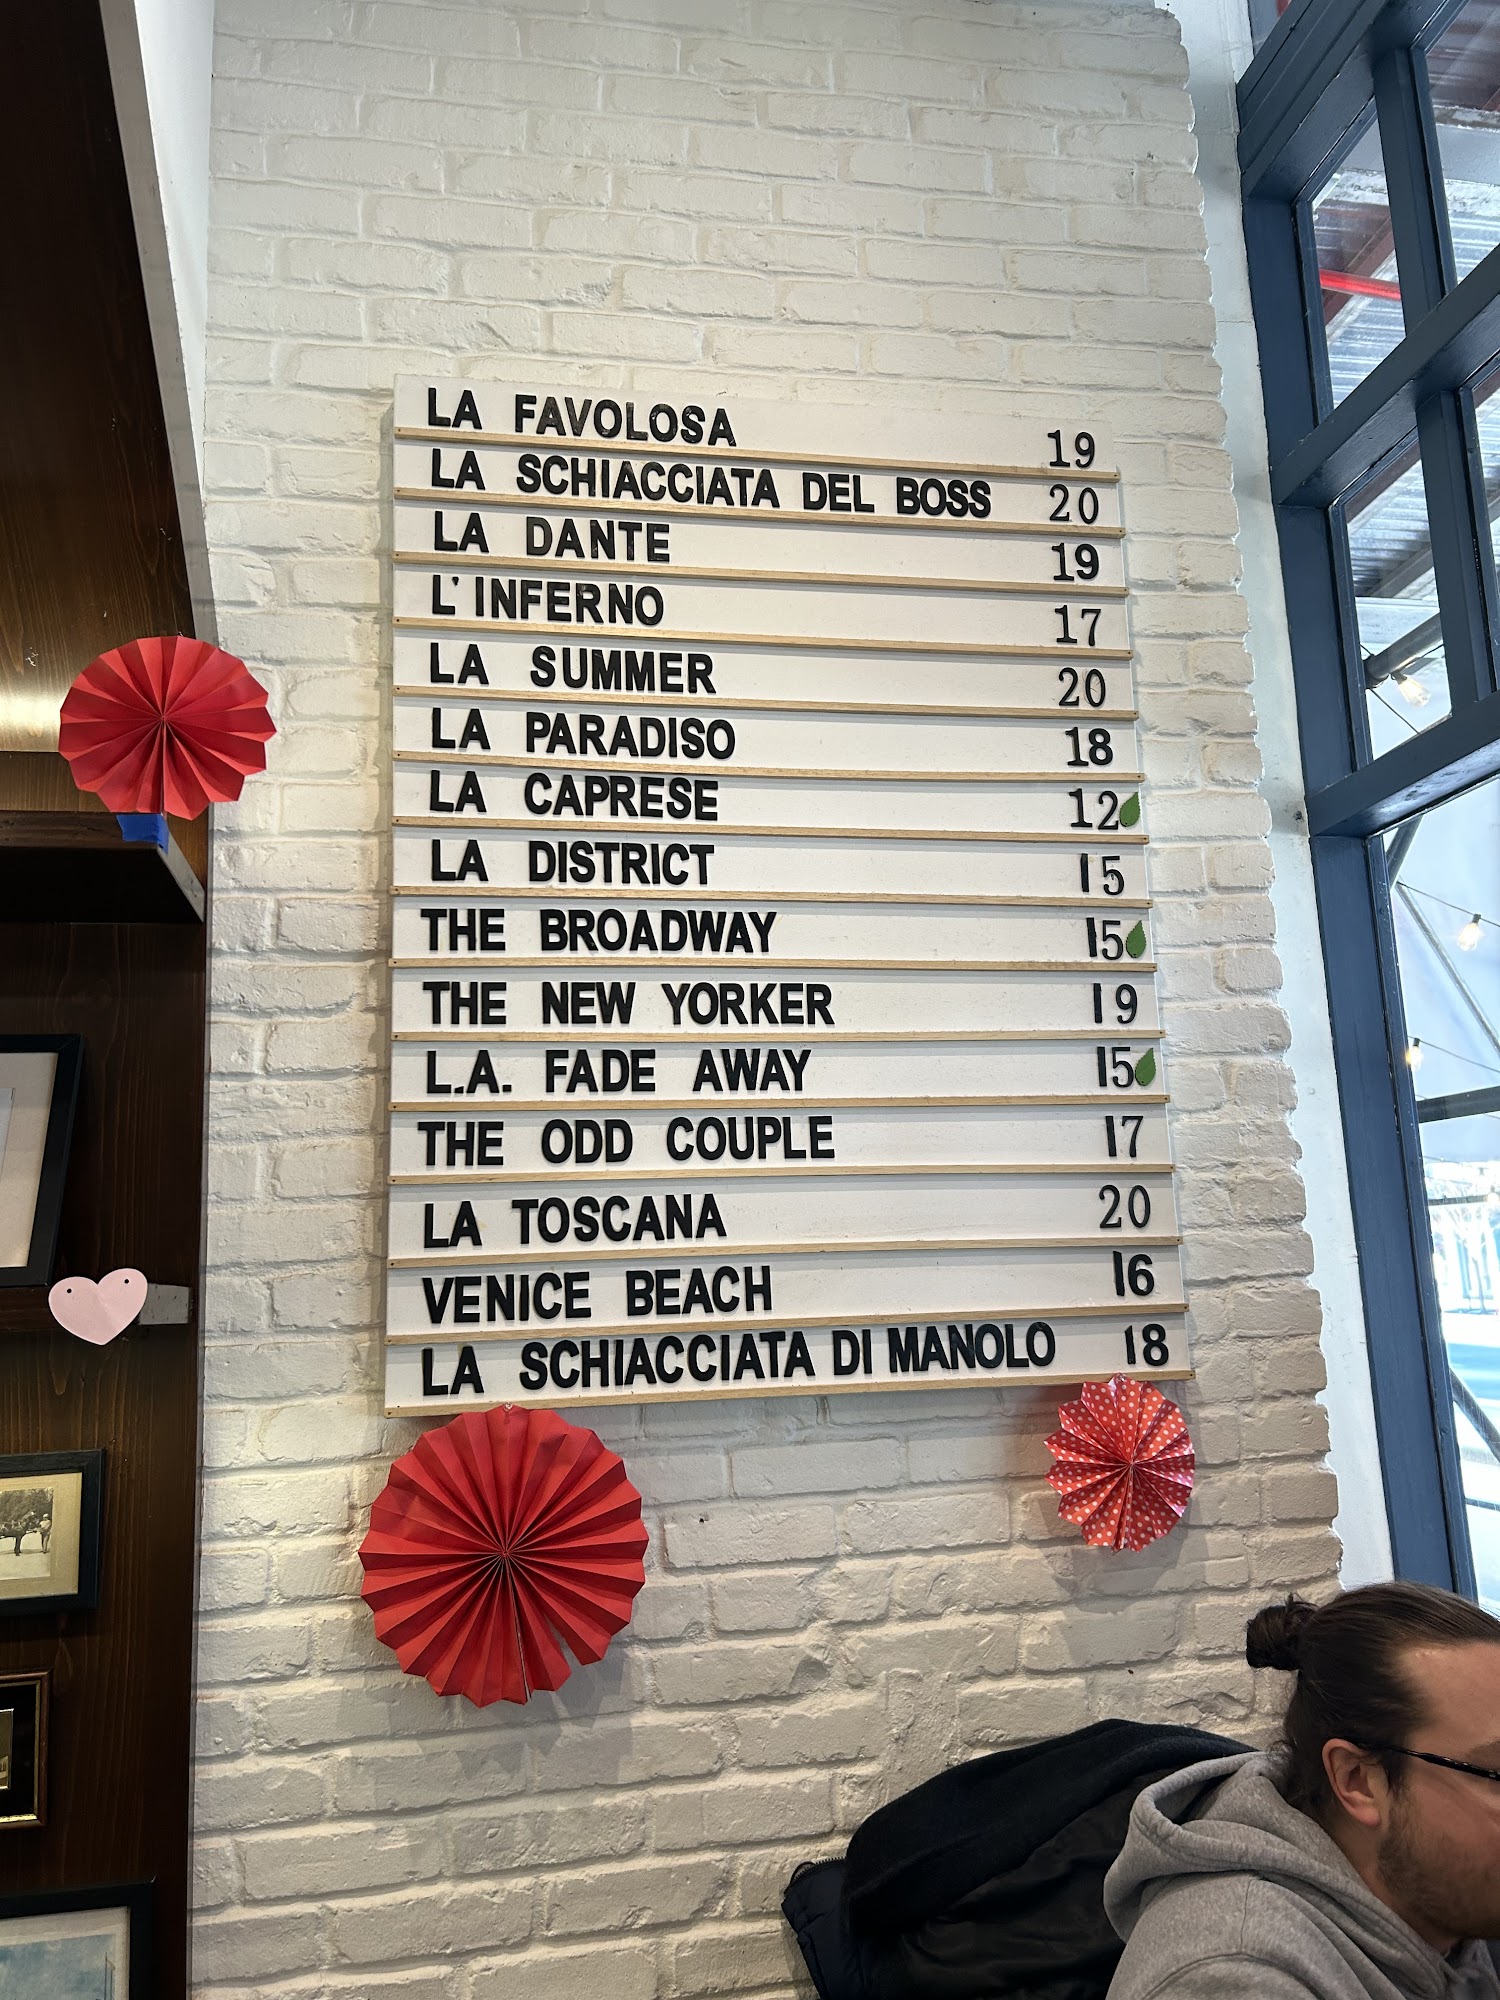 LA FAVOLOSA 19
LA SCHIACCIATA DEL BOSS 20
LA DANTE 19
L'INFERNO 17
LA SUMMER 20
LA PARADISO 18
LA CAPRESE 12
LA DISTRICT 15
THE BROADWAY 15
THE NEW YORKER 19
L.A. FADE AWAY 15
THE ODD COUPLE 17
LA TOSCANA 20
VENICE BEACH 16
LA SCHIACCIATA DI MANOLO 18